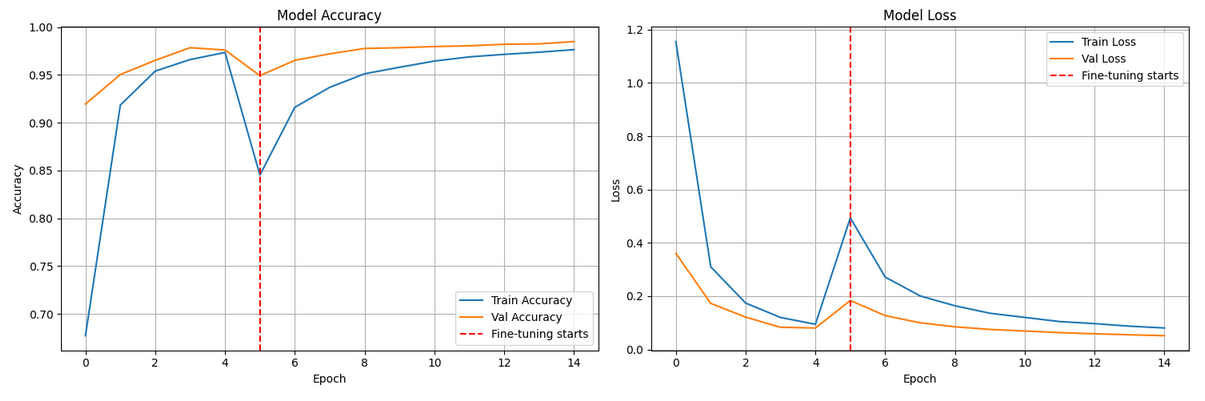 Model Accuracy
1.00
0.95
0.90
0.85
0.80
0.75
0.70
Accuracy
Train Accuracy
Val Accuracy
Fine-tuning starts
0 2 4 6 8 10 12 14
Epoch
Model Loss
1.2
1.0
0.8
0.6
0.4
0.2
0.0
Loss
Train Loss
Val Loss
Fine-tuning starts
0 2 4 6 8 10 12 14
Epoch